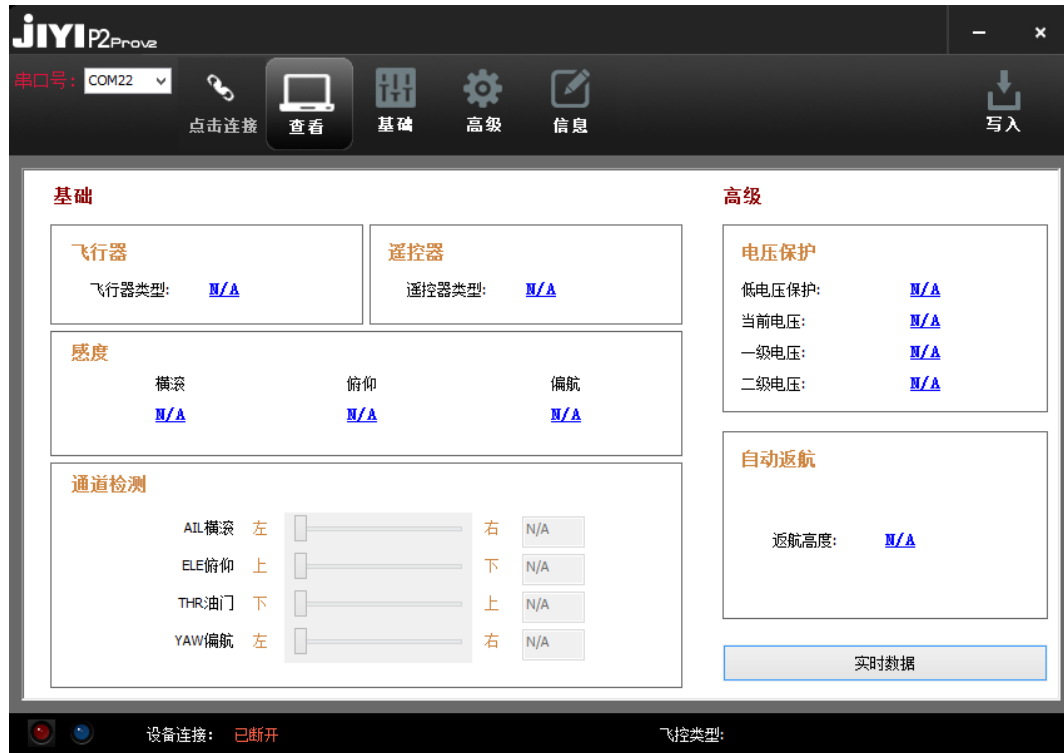 JIYI P2Prove
串口号: COM22
点击连接 查看 基础 高级 信息 写入
基础
飞行器
飞行器类型: N/A
遥控器
遥控器类型: N/A
感度
横滚 俯仰 偏航
N/A N/A N/A
通道检测
AIL横滚 左 右 N/A
ELE俯仰 上 下 N/A
THR油门 下 上 N/A
YAW偏航 左 右 N/A
高级
电压保护
低电压保护: N/A
当前电压: N/A
一级电压: N/A
二级电压: N/A
自动返航
返航高度: N/A
实时数据
设备连接: 已断开 飞控类型: